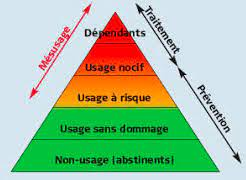 Mésusage
Traitement
Prévention
Dépendants
Usage nocif
Usage à risque
Usage sans dommage
Non-usage (abstinents)